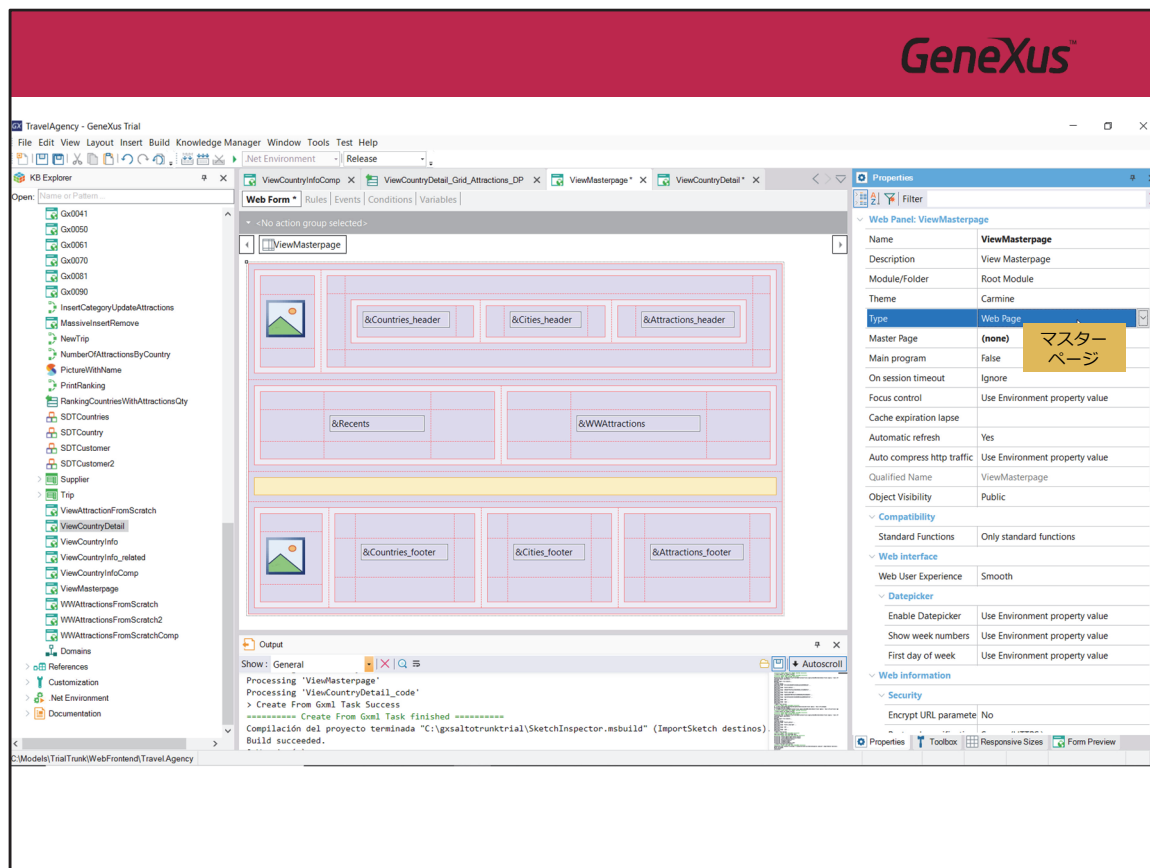 GeneXus™
TravelAgency - GeneXus Trial
File Edit View Layout Insert Build Knowledge Manager Window Tools Test Help
.Net Environment Release
KB Explorer
Open: Name or Pattern...
Gx0041
Gx0050
Gx0061
Gx0070
Gx0081
Gx0090
InsertCategoryUpdateAttractions
MassiveInsertRemove
NewTrip
NumberOfAttractionsByCountry
PictureWithName
PrintRanking
RankingCountriesWithAttractionsQty
SDTCountries
SDTCountry
SDTCustomer
SDTCustomer2
Supplier
Trip
ViewAttractionFromScratch
ViewCountryDetail
ViewCountryInfo
ViewCountryInfo_related
ViewCountryInfoComp
ViewMasterpage
WWAttractionsFromScratch
WWAttractionsFromScratch2
WWAttractionsFromScratchComp
Domains
References
Customization
.Net Environment
Documentation
ViewCountryInfoComp ViewCountryDetail_Grid_Attractions_DP ViewMasterpage * ViewCountryDetail *
Web Form * Rules Events Conditions Variables
<No action group selected>
ViewMasterpage
&Countries_header &Cities_header &Attractions_header
&Recents &WWAttractions
&Countries_footer &Cities_footer &Attractions_footer
Output
Show: General Autoscroll
Processing 'ViewMasterpage'
Processing 'ViewCountryDetail_code'
> Create From Gxml Task Success
========== Create From Gxml Task finished ==========
Compilación del proyecto terminada "C:\gxsaltotrunktrial\SketchInspector.msbuild" (ImportSketch destinos).
Build succeeded.
Properties
Filter
Web Panel: ViewMasterpage
Name ViewMasterpage
Description View Masterpage
Module/Folder Root Module
Theme Carmine
Type Web Page
Master Page (none)
マスター
ページ
Main program False
On session timeout Ignore
Focus control Use Environment property value
Cache expiration lapse
Automatic refresh Yes
Auto compress http traffic Use Environment property value
Qualified Name ViewMasterpage
Object Visibility Public
Compatibility
Standard Functions Only standard functions
Web interface
Web User Experience Smooth
Datepicker
Enable Datepicker Use Environment property value
Show week numbers Use Environment property value
First day of week Use Environment property value
Web information
Security
Encrypt URL paramete No
Properties Toolbox Responsive Sizes Form Preview
C:\Models\TrialTrunk\WebFrontend\Travel.Agency